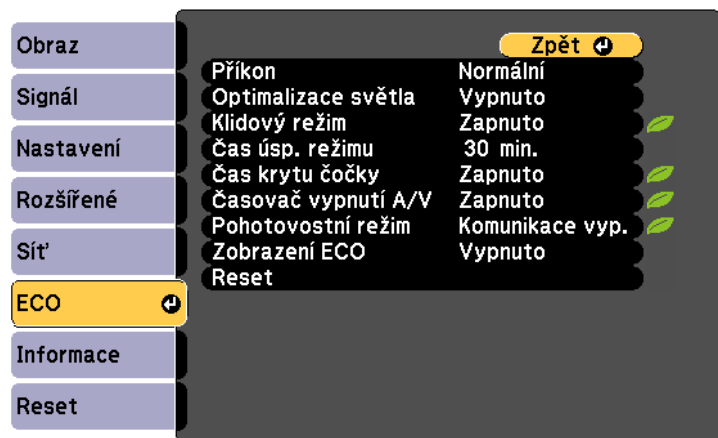 Obraz
Signál
Nastavení
Rozšířené
Síť
ECO
Informace
Reset
Zpět
Příkon Normální
Optimalizace světla Vypnuto
Klidový režim Zapnuto
Čas úsp. režimu 30 min.
Čas krytu čočky Zapnuto
Časovač vypnutí A/V Zapnuto
Pohotovostní režim Komunikace vyp.
Zobrazení ECO Vypnuto
Reset